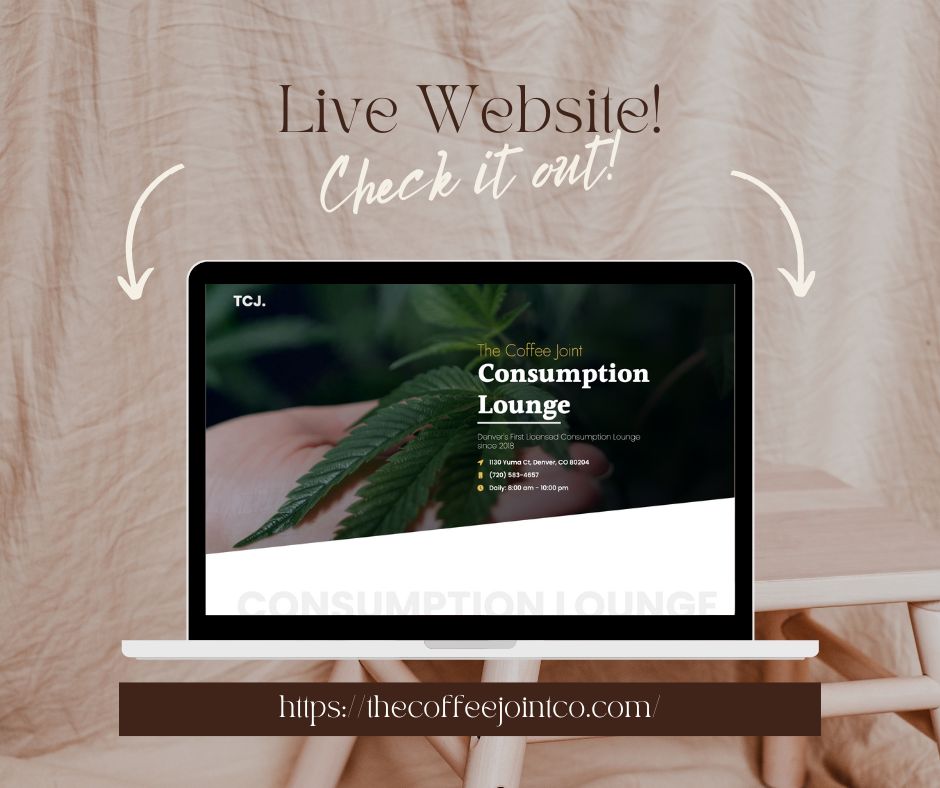 Live Website!
Check it out!
TCJ.
The Coffee Joint
Consumption
Lounge
Denver's First Licensed Consumption Lounge
since 2018
1130 Yuma Ct, Denver, CO 80204
(720) 583-4657
Daily: 8:00 am - 10:00 pm
CONSUMPTION LOUNGE
https://thecoffeejointco.com/